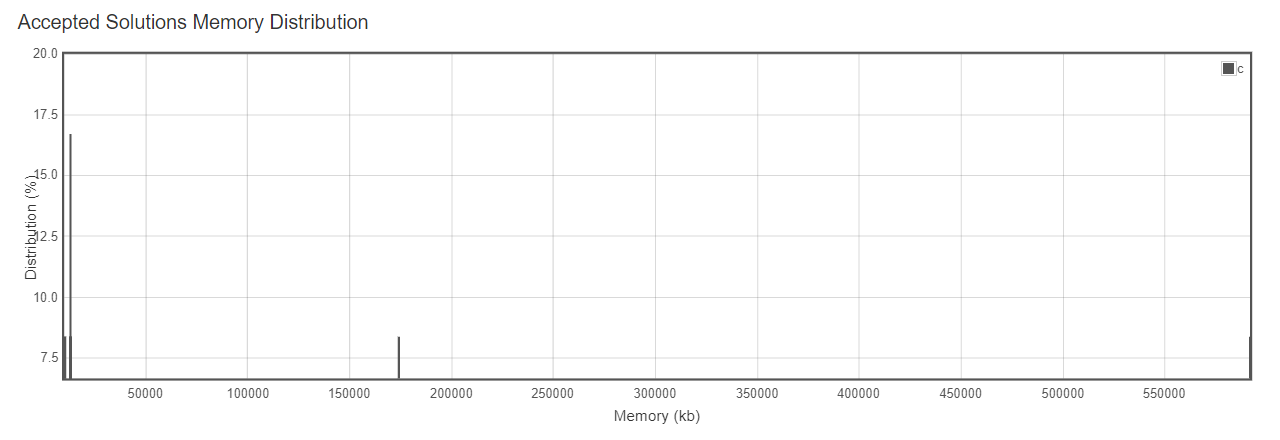 Accepted Solutions Memory Distribution
20.0
c
17.5
15.0
12.5
10.0
7.5
Distribution (%)
50000 100000 150000 200000 250000 300000 350000 400000 450000 500000 550000
Memory (kb)